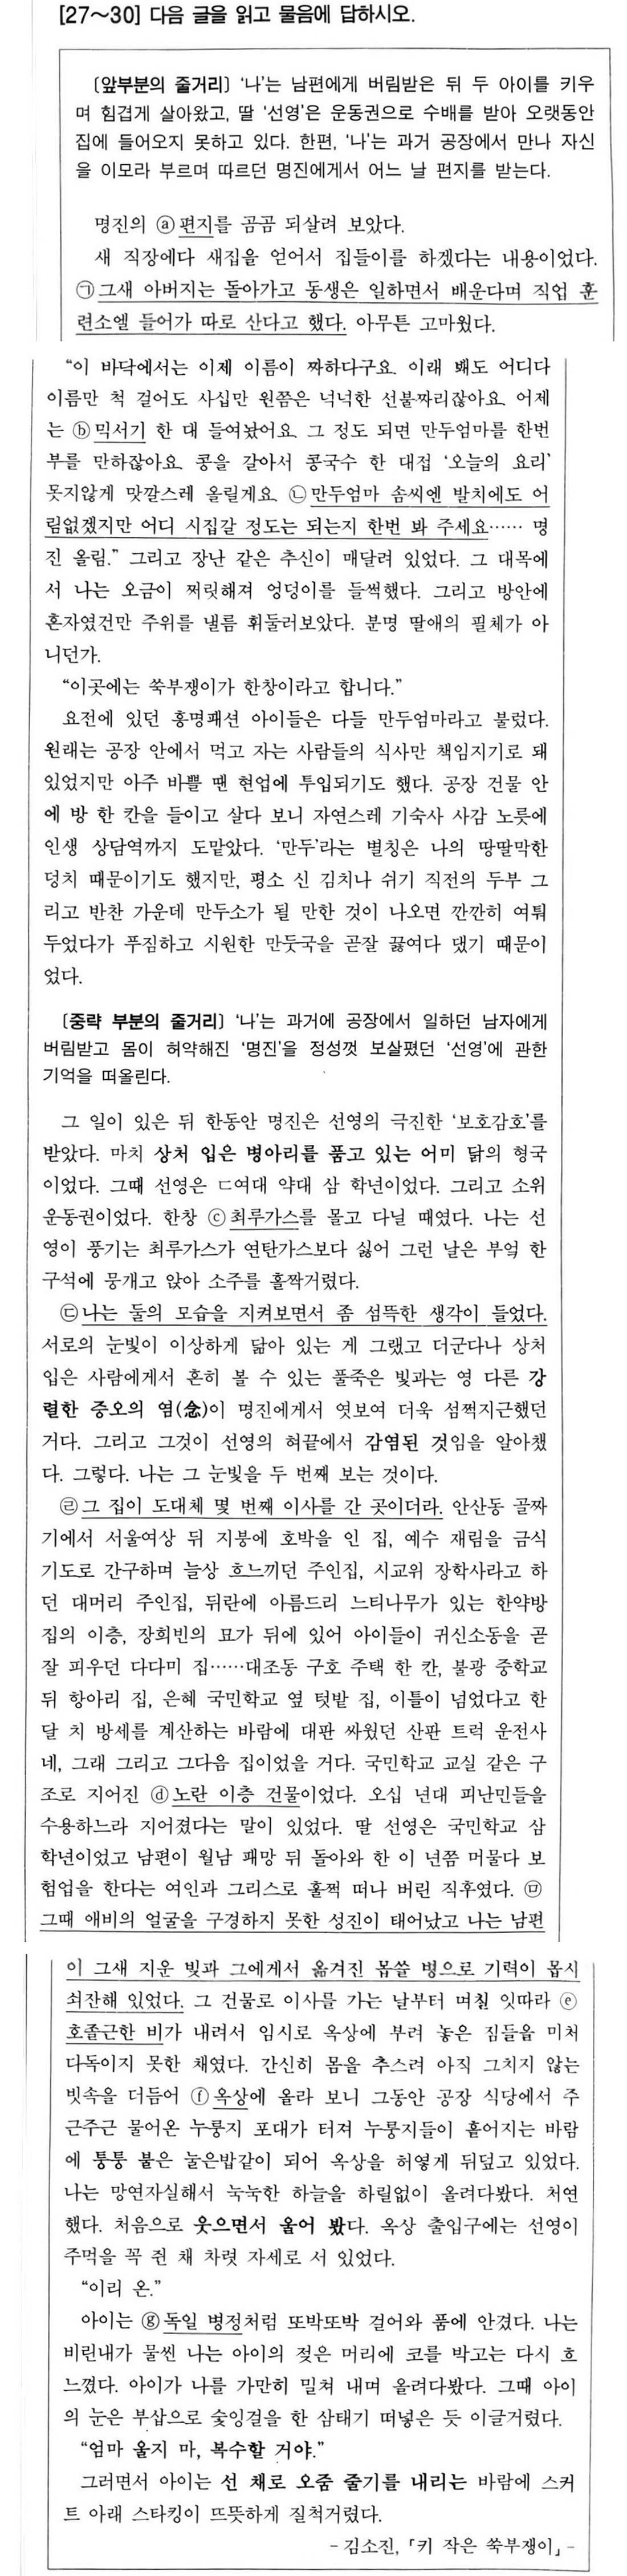 [27～30] 다음 글을 읽고 물음에 답하시오.
[앞부분의 줄거리] ‘나’는 남편에게 버림받은 뒤 두 아이를 키우
며 힘겹게 살아왔고, 딸 ‘선영’은 운동권으로 수배를 받아 오랫동안
집에 들어오지 못하고 있다. 한편, ‘나’는 과거 공장에서 만나 자신
을 이모라 부르며 따르던 명진에게서 어느 날 편지를 받는다.
명진의 ⓐ편지를 곰곰 되살려 보았다.
새 직장에다 새집을 얻어서 집들이를 하겠다는 내용이었다.
㉠그새 아버지는 돌아가고 동생은 일하면서 배운다며 직업 훈
련소엘 들어가 따로 산다고 했다. 아무튼 고마웠다.
“이 바닥에서는 이제 이름이 짜하다구요. 이래 봬도 어디다
이름만 척 걸어도 사십만 원쯤은 넉넉한 선불짜리잖아요. 어제
는 ⓑ믹서기 한 대 들여놨어요. 그 정도 되면 만두엄마를 한번
부를 만하잖아요. 콩을 갈아서 콩국수 한 대접 ‘오늘의 요리’
못지않게 맛깔스레 올릴게요. ㉡만두엄마 솜씨엔 발치에도 어
림없겠지만 어디 시집갈 정도는 되는지 한번 봐 주세요…… 명
진 올림.” 그리고 장난 같은 추신이 매달려 있었다. 그 대목에
서 나는 오금이 쩌릿해져 엉덩이를 들썩했다. 그리고 방안에
혼자였건만 주위를 낼름 휘둘러보았다. 분명 딸애의 필체가 아
니던가.
“이곳에는 쑥부쟁이가 한창이라고 합니다.”
요전에 있던 홍명패션 아이들은 다들 만두엄마라고 불렀다.
원래는 공장 안에서 먹고 자는 사람들의 식사만 책임지기로 돼
있었지만 아주 바쁠 땐 현업에 투입되기도 했다. 공장 건물 안
에 방 한 칸을 들이고 살다 보니 자연스레 기숙사 사감 노릇에
인생 상담역까지 도맡았다. ‘만두’라는 별칭은 나의 땅딸막한
덩치 때문이기도 했지만, 평소 신 김치나 쉬기 직전의 두부 그
리고 반찬 가운데 만두소가 될 만한 것이 나오면 깐깐히 여퉈
두었다가 푸짐하고 시원한 만둣국을 곧잘 끓여다 댔기 때문이
었다.
[중략 부분의 줄거리] ‘나’는 과거에 공장에서 일하던 남자에게
버림받고 몸이 허약해진 ‘명진’을 정성껏 보살폈던 ‘선영’에 관한
기억을 떠올린다.
그 일이 있은 뒤 한동안 명진은 선영의 극진한 ‘보호감호’를
받았다. 마치 상처 입은 병아리를 품고 있는 어미 닭의 형국
이었다. 그때 선영은 ㄷ여대 약대 삼 학년이었다. 그리고 소위
운동권이었다. 한창 ⓒ최루가스를 몰고 다닐 때였다. 나는 선
영이 풍기는 최루가스가 연탄가스보다 싫어 그런 날은 부엌 한
구석에 뭉개고 앉아 소주를 홀짝거렸다.
㉢나는 둘의 모습을 지켜보면서 좀 섬뜩한 생각이 들었다.
서로의 눈빛이 이상하게 닮아 있는 게 그랬고 더군다나 상처
입은 사람에게서 흔히 볼 수 있는 풀죽은 빛과는 영 다른 강
렬한 증오의 염(念)이 명진에게서 엿보여 더욱 섬쩍지근했던
거다. 그리고 그것이 선영의 혀끝에서 감염된 것임을 알아챘
다. 그렇다. 나는 그 눈빛을 두 번째 보는 것이다.
㉣그 집이 도대체 몇 번째 이사를 간 곳이더라. 안산동 골짜
기에서 서울여상 뒤 지붕에 호박을 인 집, 예수 재림을 금식
기도로 간구하며 늘상 흐느끼던 주인집, 시교위 장학사라고 하
던 대머리 주인집, 뒤란에 아름드리 느티나무가 있는 한약방
집의 이층, 장희빈의 묘가 뒤에 있어 아이들이 귀신소동을 곧
잘 피우던 다다미 집……대조동 구호 주택 한 칸, 불광 중학교
뒤 항아리 집, 은혜 국민학교 옆 텃밭 집, 이틀이 넘었다고 한
달 치 방세를 계산하는 바람에 대판 싸웠던 산판 트럭 운전사
네, 그래 그리고 그다음 집이었을 거다. 국민학교 교실 같은 구
조로 지어진 ⓓ노란 이층 건물이었다. 오십 년대 피난민들을
수용하느라 지어졌다는 말이 있었다. 딸 선영은 국민학교 삼
학년이었고 남편이 월남 패망 뒤 돌아와 한 이 년쯤 머물다 보
험업을 한다는 여인과 그리스로 훌쩍 떠나 버린 직후였다. ㉤
그때 애비의 얼굴을 구경하지 못한 성진이 태어났고 나는 남편
이 그새 지운 빚과 그에게서 옮겨진 몹쓸 병으로 기력이 몹시
쇠잔해 있었다. 그 건물로 이사를 가는 날부터 며칠 잇따라 ⓔ
호졸근한 비가 내려서 임시로 옥상에 부려 놓은 짐들을 미처
다독이지 못한 채였다. 간신히 몸을 추스려 아직 그치지 않는
빗속을 더듬어 ⓕ옥상에 올라 보니 그동안 공장 식당에서 주
근주근 물어온 누룽지 포대가 터져 누룽지들이 흩어지는 바람
에 퉁퉁 불은 눌은밥같이 되어 옥상을 허옇게 뒤덮고 있었다.
나는 망연자실해서 눅눅한 하늘을 하릴없이 올려다봤다. 처연
했다. 처음으로 웃으면서 울어 봤다. 옥상 출입구에는 선영이
주먹을 꼭 쥔 채 차렷 자세로 서 있었다.
“이리 온.”
아이는 ⓖ독일 병정처럼 또박또박 걸어와 품에 안겼다. 나는
비린내가 물씬 나는 아이의 젖은 머리에 코를 박고는 다시 흐
느꼈다. 아이가 나를 가만히 밀쳐 내며 올려다봤다. 그때 아이
의 눈은 부삽으로 숯잉걸을 한 삼태기 떠넣은 듯 이글거렸다.
“엄마 울지 마, 복수할 거야.”
그러면서 아이는 선 채로 오줌 줄기를 내리는 바람에 스커
트 아래 스타킹이 뜨뜻하게 질척거렸다.
- 김소진, 「키 작은 쑥부쟁이」 -